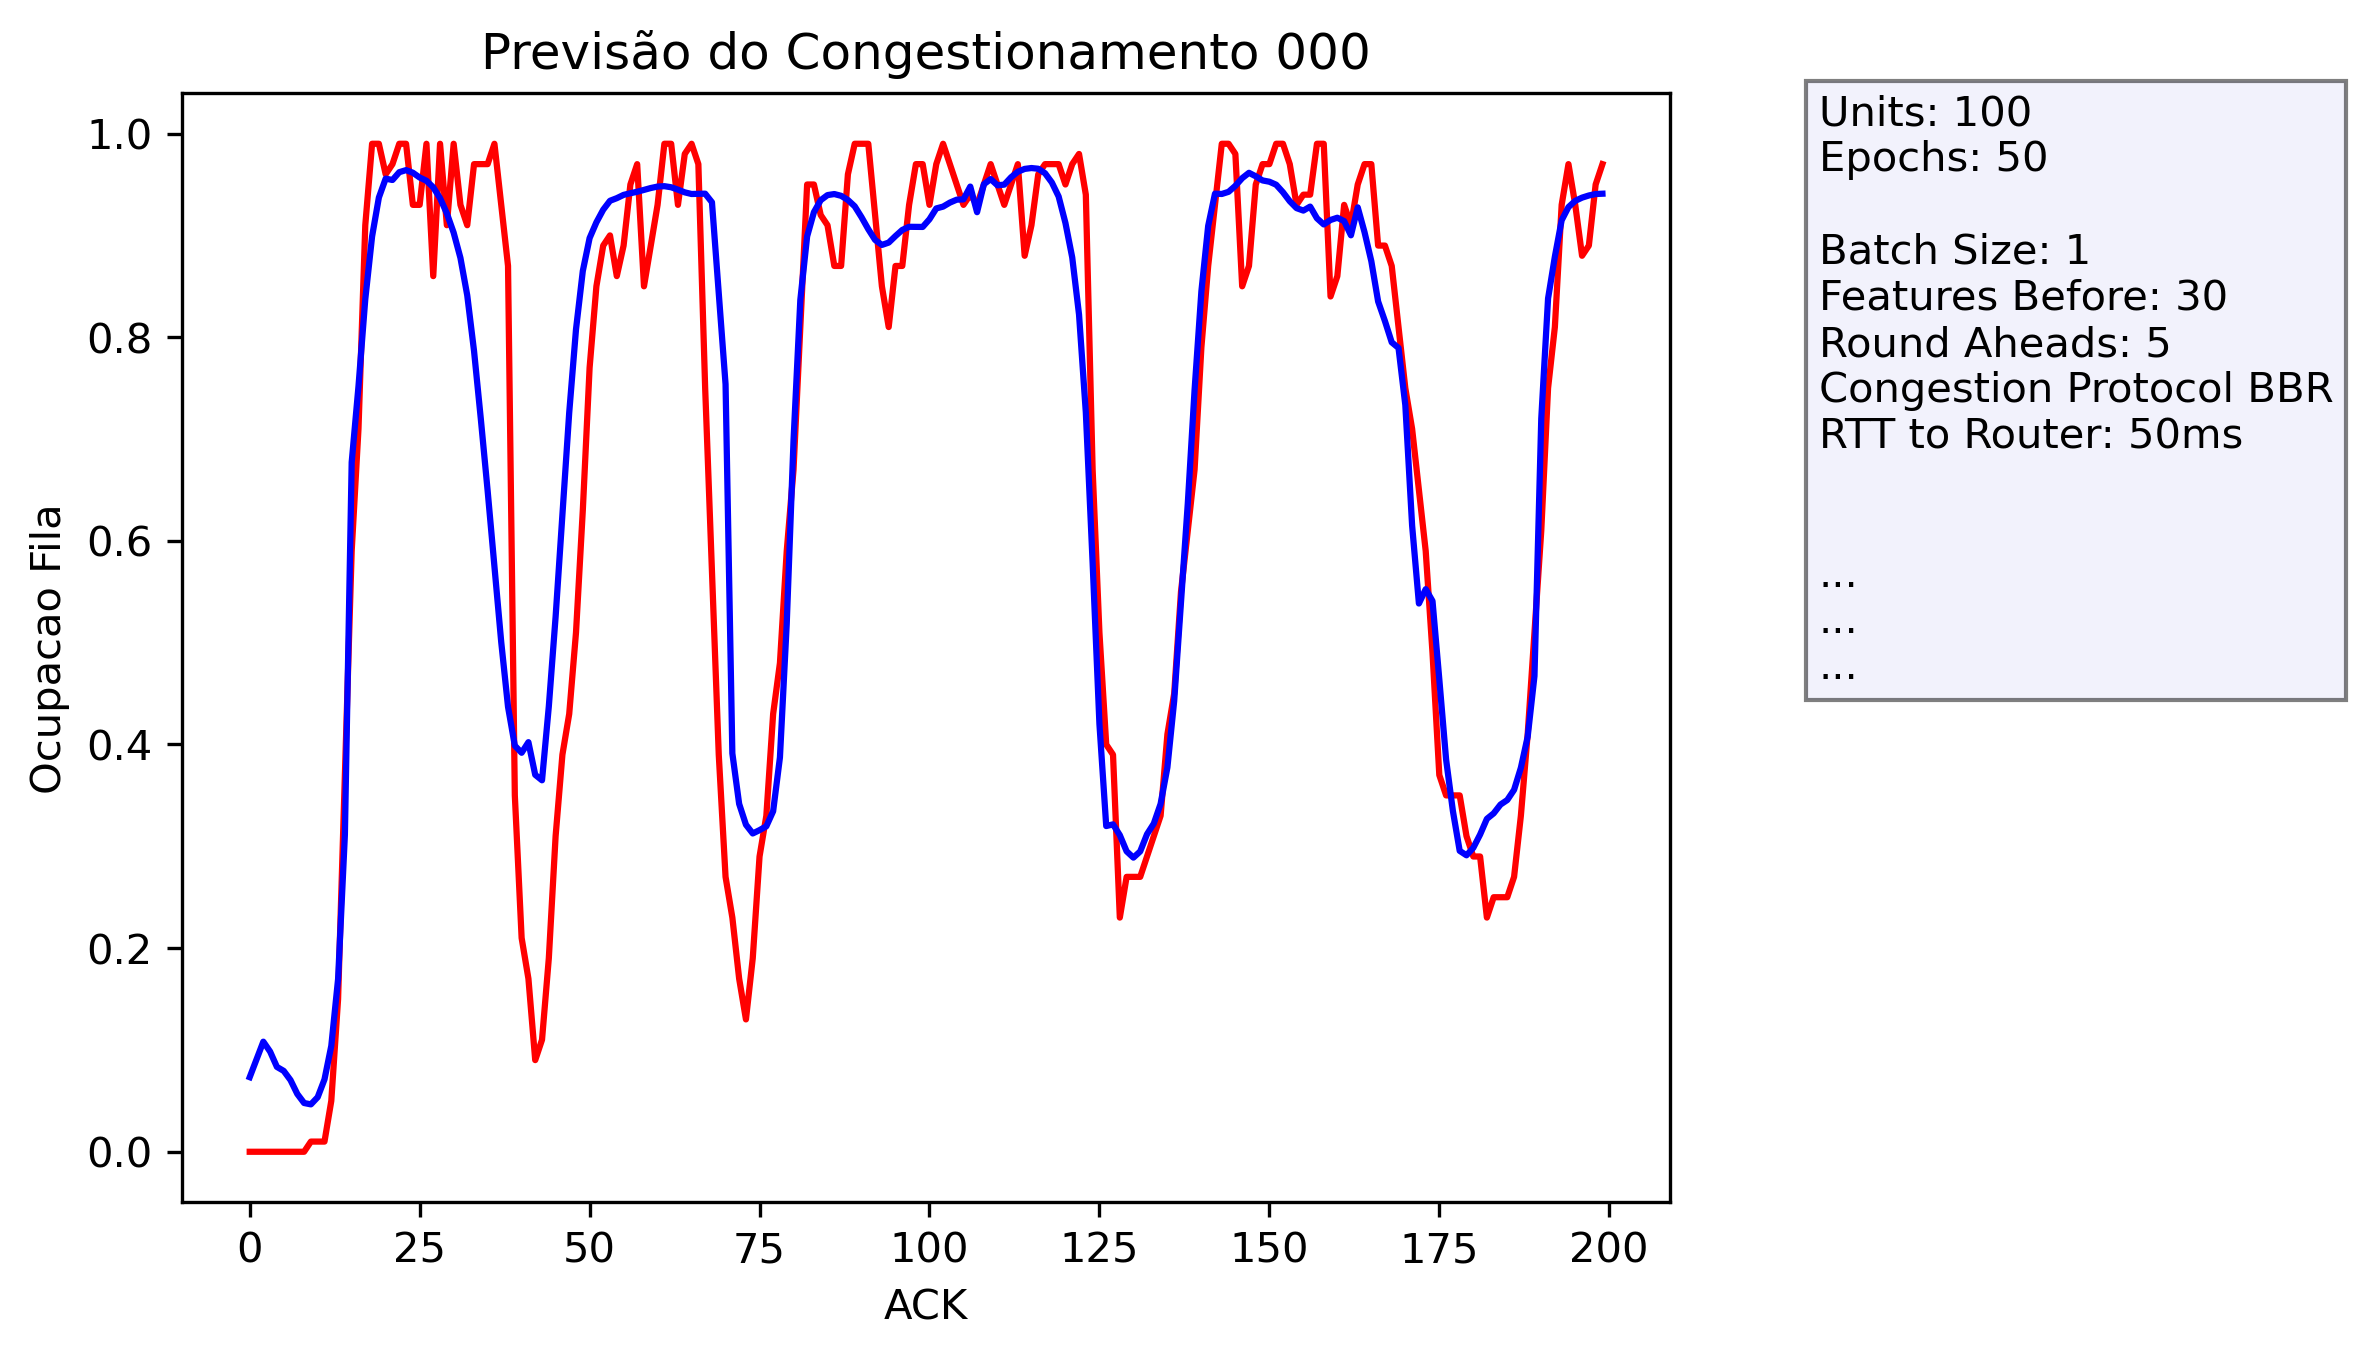 Previsão do Congestionamento 000
Ocupacao Fila
1.0
0.8
0.6
0.4
0.2
0.0
0 25 50 75 100 125 150 175 200
ACK
Units: 100
Epochs: 50
Batch Size: 1
Features Before: 30
Round Aheads: 5
Congestion Protocol BBR
RTT to Router: 50ms
...
...
...